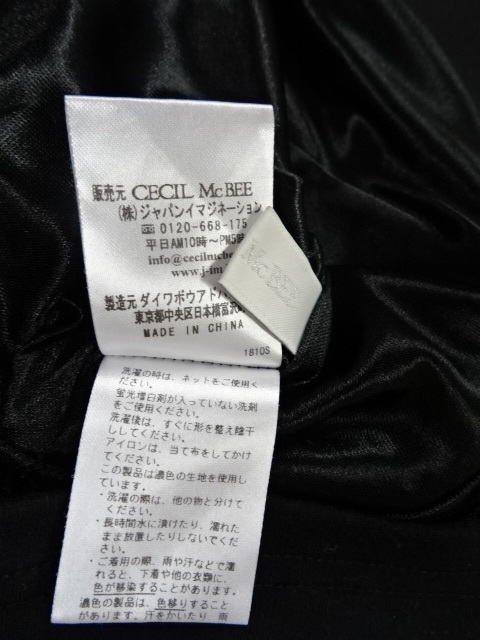 販売元 CECIL McBEE
(株)ジャパンイマジネーション
☎ 0120-668-175
平日AM10時～PM5時
info@cecilmcbe
www.j-im
製造元 ダイワボウアド
東京都中央区日本橋富沢
MADE IN CHINA
1810S
McBEE
洗濯の時は、ネットをご使用く
ださい。
蛍光増白剤が入っていない洗剤
をご使用ください。
洗濯後は、すぐに形を整え陰干
ししてください。
アイロンは、当て布をしてかけ
てください。
この製品は濃色の生地を使用し
ています。
・洗濯の際は、他の物と分けて
ください。
・長時間水に漬けたり、濡れた
まま放置したりしないでくだ
さい。
・ご着用の際、雨や汗などで濡
れると、下着や他の衣類に、
色が移染することがあります。
濃色の製品は、色移りすること
があります。汗をかいたり、雨